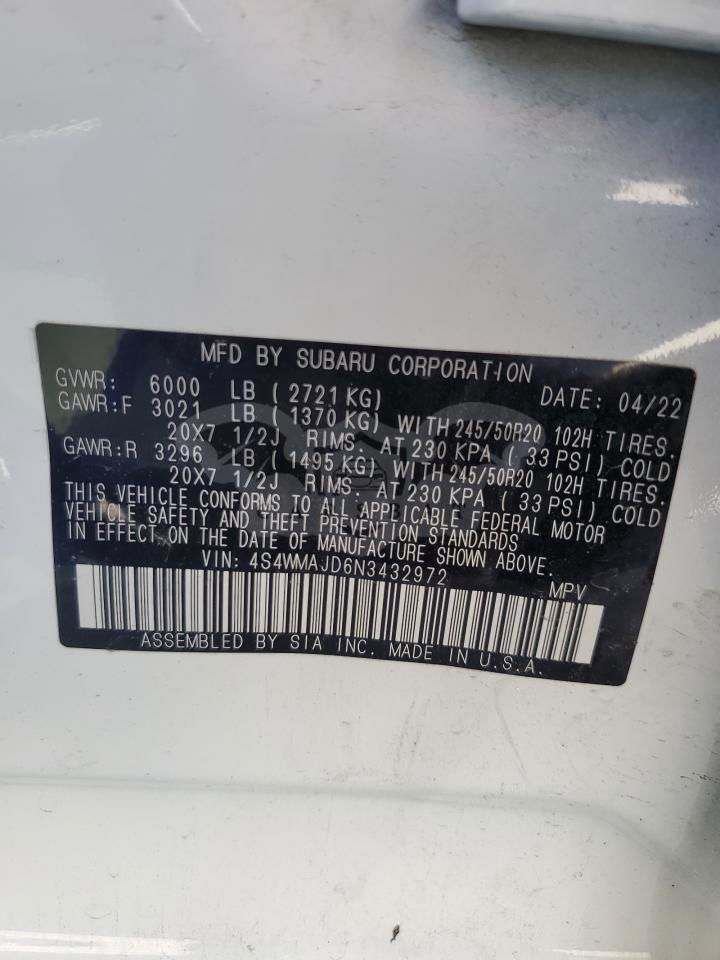 MFD BY SUBARU CORPORATION
GVWR: 6000 LB ( 2721 KG) DATE: 04/22
GAWR:F 3021 LB ( 1370 KG) WITH 245/50R20 102H TIRES.
20X7 1/2J RIMS: AT 230 KPA ( 33 PSI) COLD
GAWR:R 3296 LB ( 1495 KG) WITH 245/50R20 102H TIRES.
20X7 1/2J RIMS: AT 230 KPA ( 33 PSI) COLD
THIS VEHICLE CONFORMS TO ALL APPLICABLE FEDERAL MOTOR
VEHICLE SAFETY AND THEFT PREVENTION STANDARDS
IN EFFECT ON THE DATE OF MANUFACTURE SHOWN ABOVE.
VIN: 4S4WMAJD6N3432972 MPV
ASSEMBLED BY SIA INC. MADE IN U.S.A.